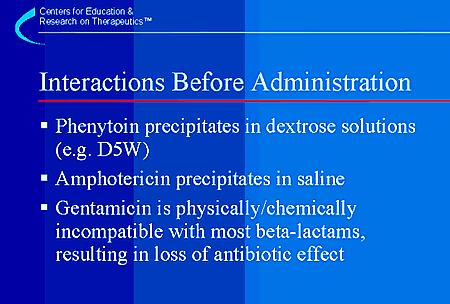 Centers for Education &
Research on Therapeutics™
Interactions Before Administration
▪ Phenytoin precipitates in dextrose solutions
(e.g. D5W)
▪ Amphotericin precipitates in saline
▪ Gentamicin is physically/chemically
incompatible with most beta-lactams,
resulting in loss of antibiotic effect